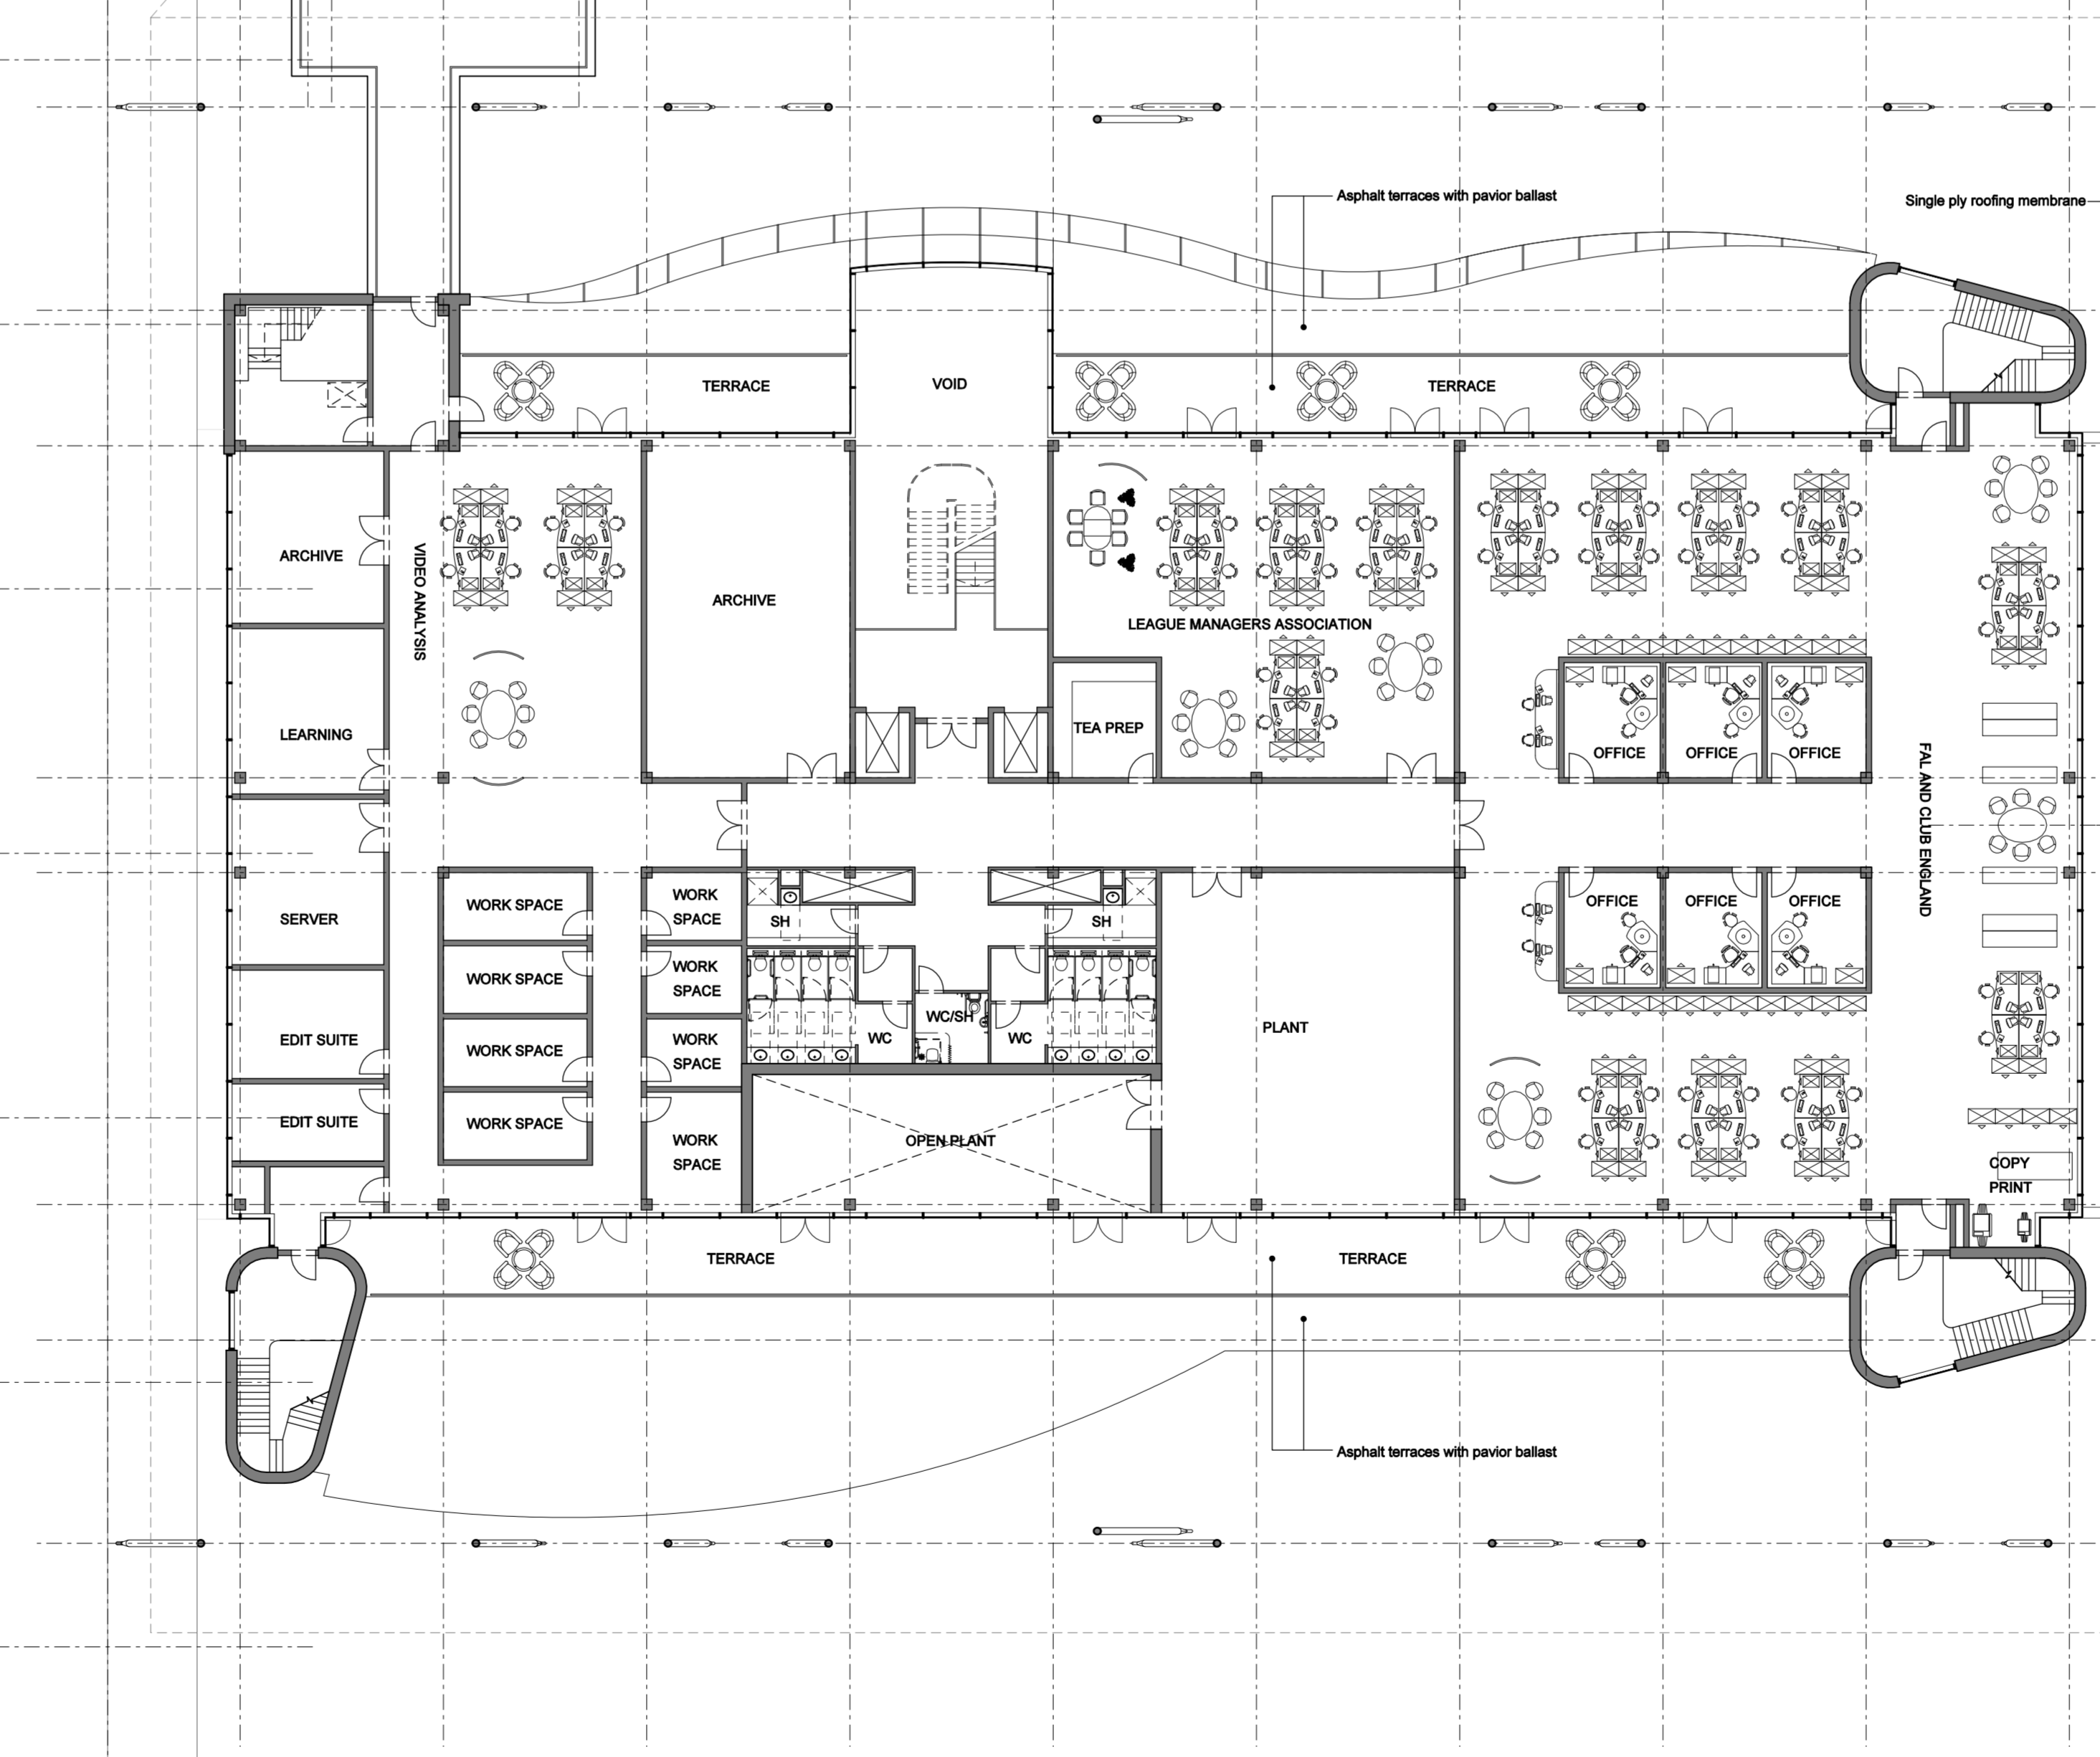 Asphalt terraces with pavior ballast
Single ply roofing membrane
TERRACE
VOID
TERRACE
ARCHIVE
VIDEO ANALYSIS
ARCHIVE
LEAGUE MANAGERS ASSOCIATION
LEARNING
TEA PREP
OFFICE
OFFICE
OFFICE
FAL AND CLUB ENGLAND
SERVER
WORK SPACE
WORK
SPACE
SH
SH
OFFICE
OFFICE
OFFICE
WORK SPACE
WORK
SPACE
WC/SH
WC
WC
PLANT
EDIT SUITE
WORK SPACE
WORK
SPACE
EDIT SUITE
WORK SPACE
WORK
SPACE
OPEN PLANT
COPY
PRINT
TERRACE
TERRACE
Asphalt terraces with pavior ballast